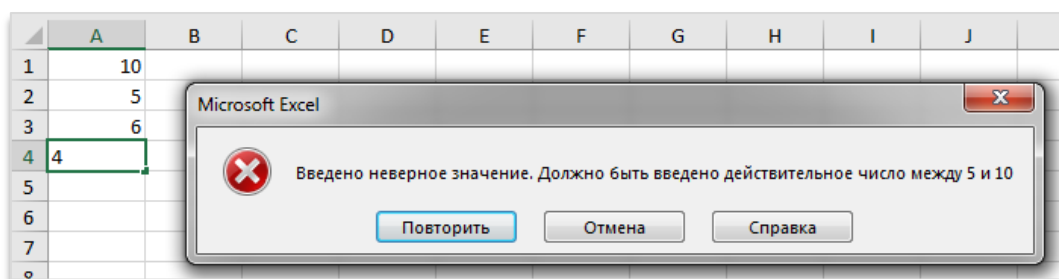 A B C D E F G H I J
1 10
2 5
3 6
4 4
5
6
7
8
Microsoft Excel
Введено неверное значение. Должно быть введено действительное число между 5 и 10
Повторить Отмена Справка